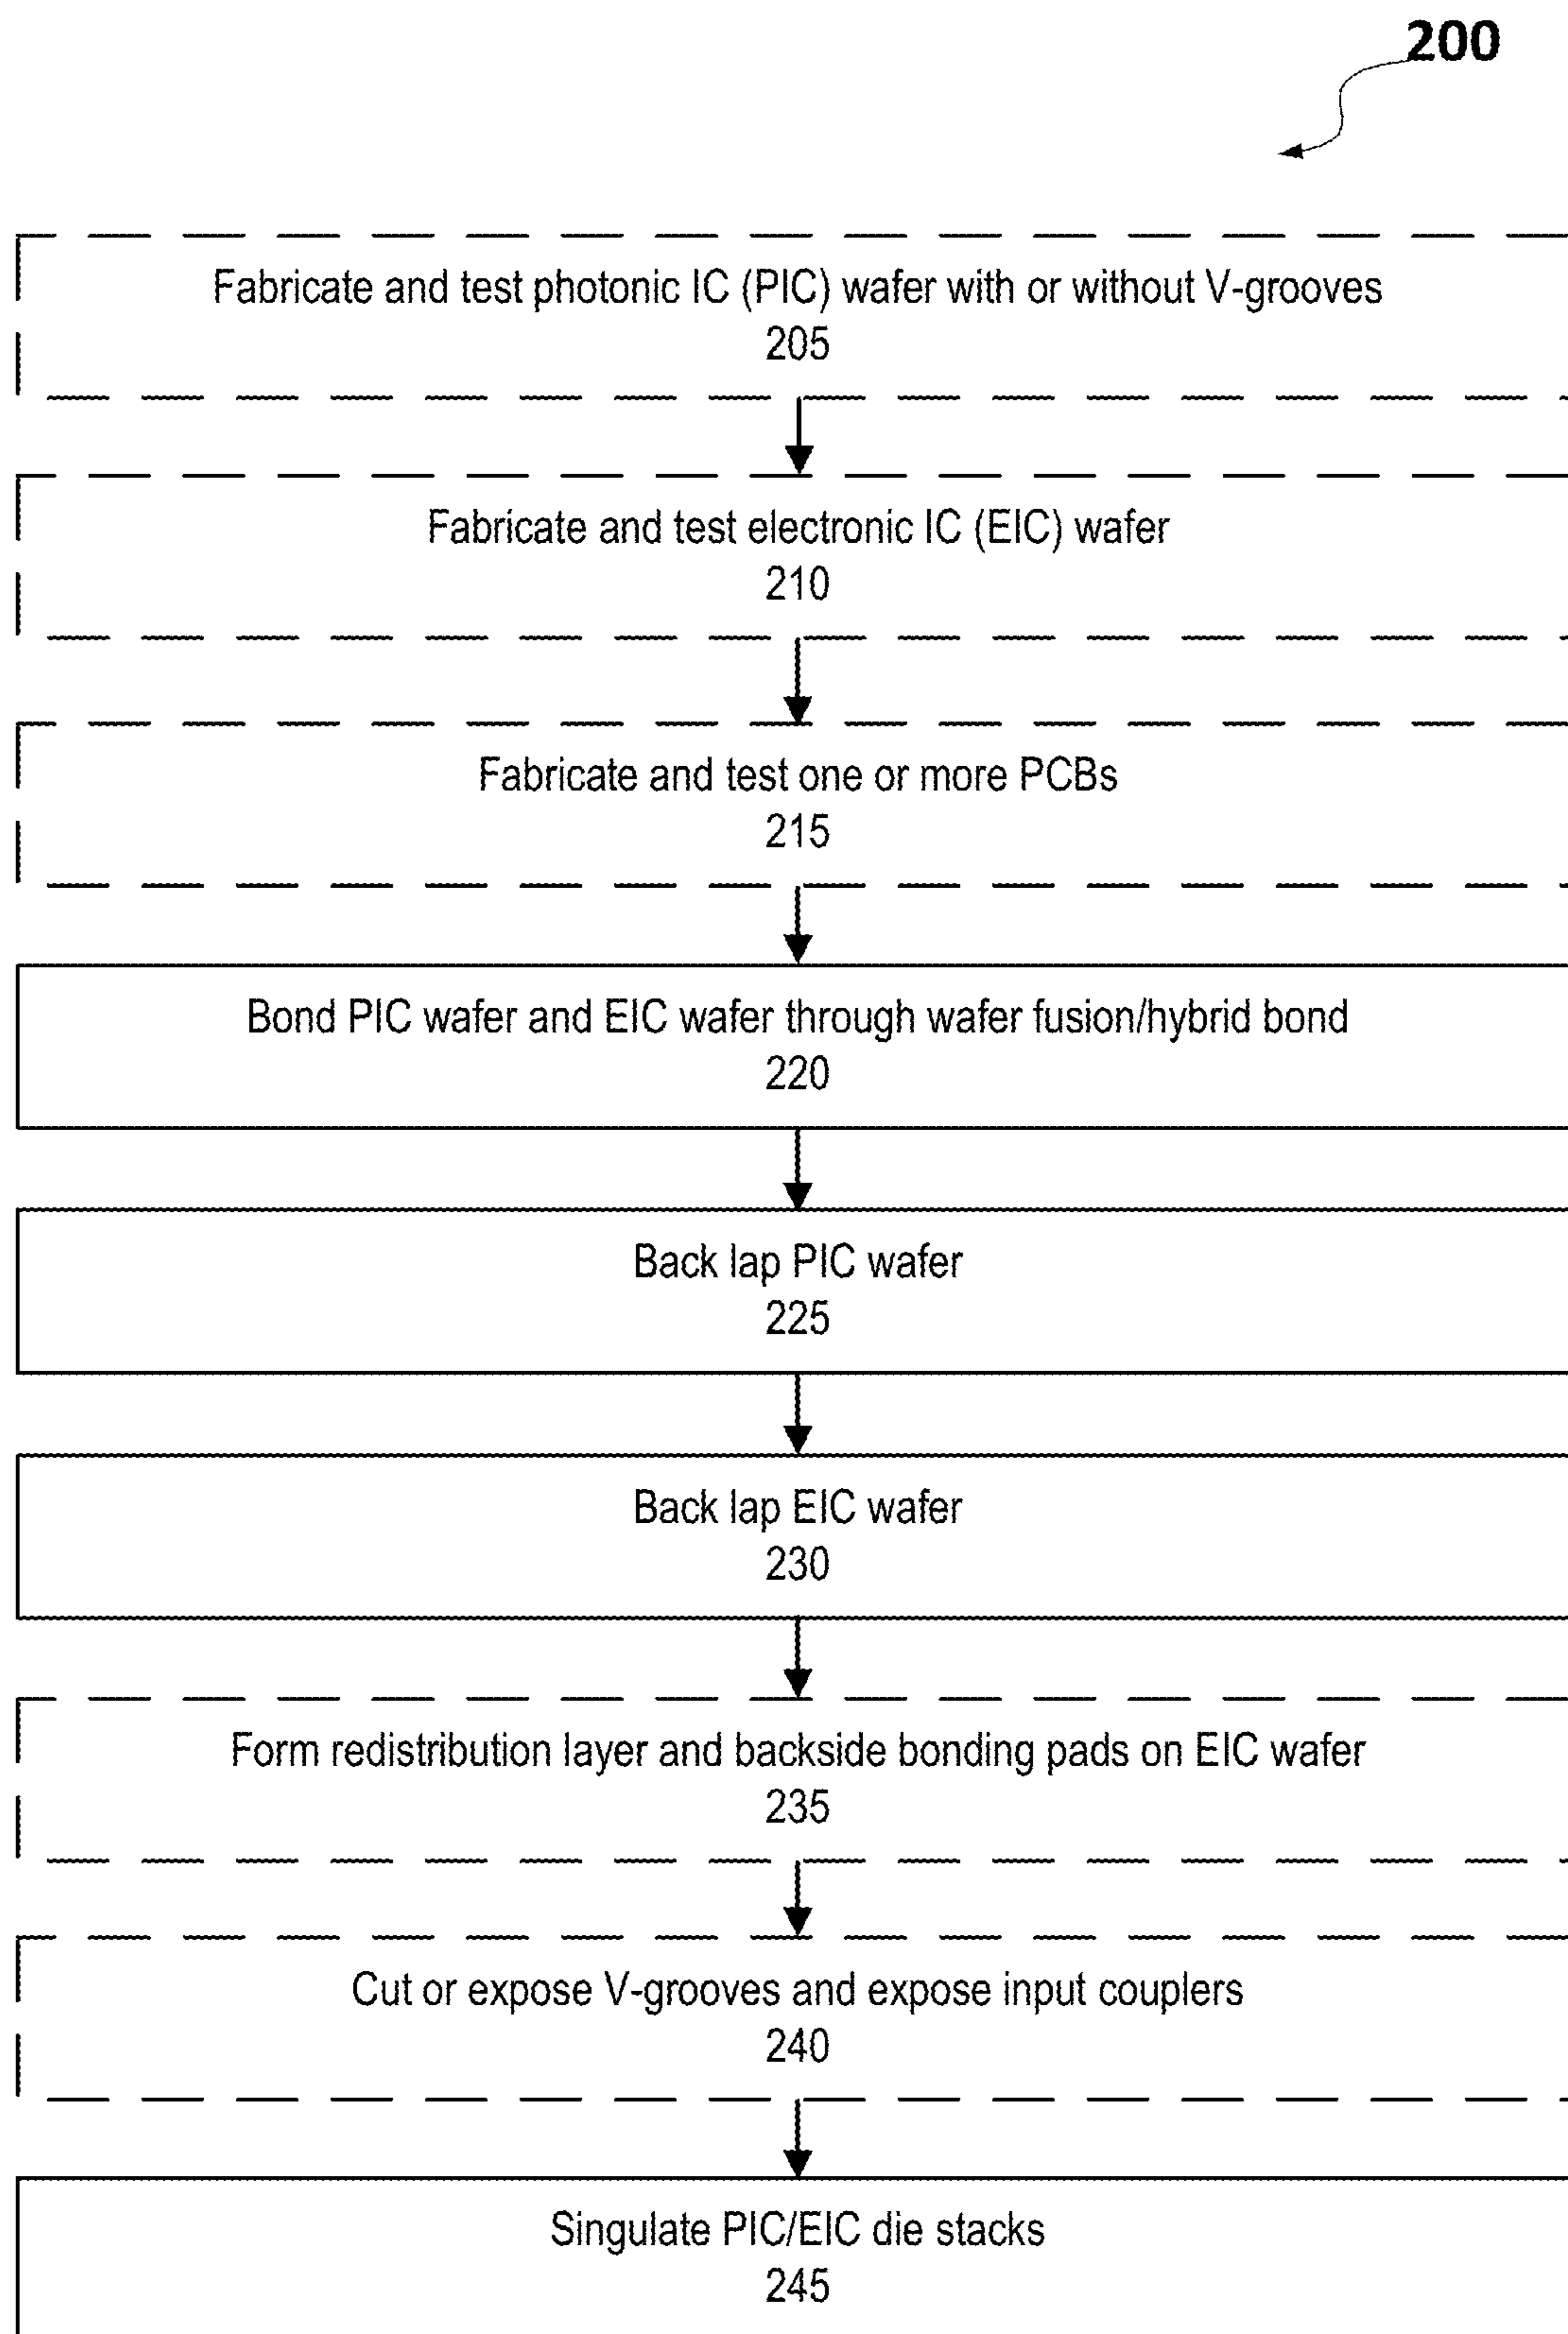 200
Fabricate and test photonic IC (PIC) wafer with or without V-grooves
205
Fabricate and test electronic IC (EIC) wafer
210
Fabricate and test one or more PCBs
215
Bond PIC wafer and EIC wafer through wafer fusion/hybrid bond
220
Back lap PIC wafer
225
Back lap EIC wafer
230
Form redistribution layer and backside bonding pads on EIC wafer
235
Cut or expose V-grooves and expose input couplers
240
Singulate PIC/EIC die stacks
245